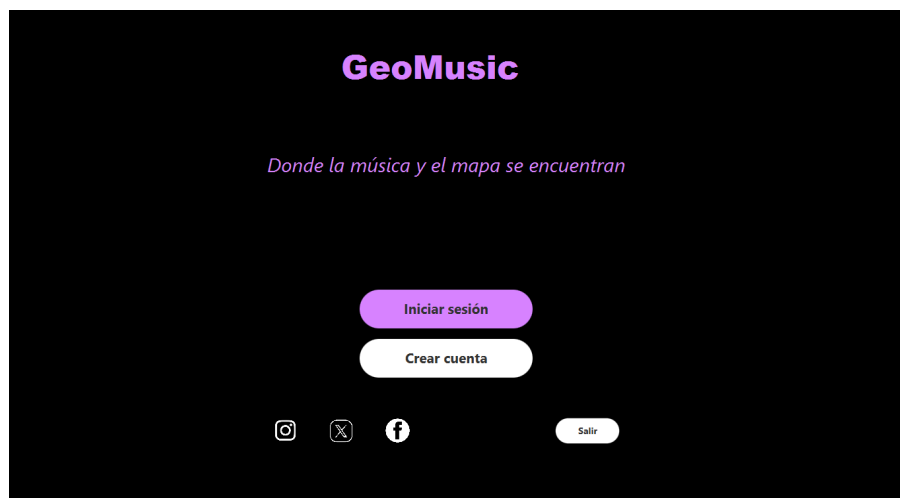 GeoMusic
Donde la música y el mapa se encuentran
Iniciar sesión
Crear cuenta
Salir